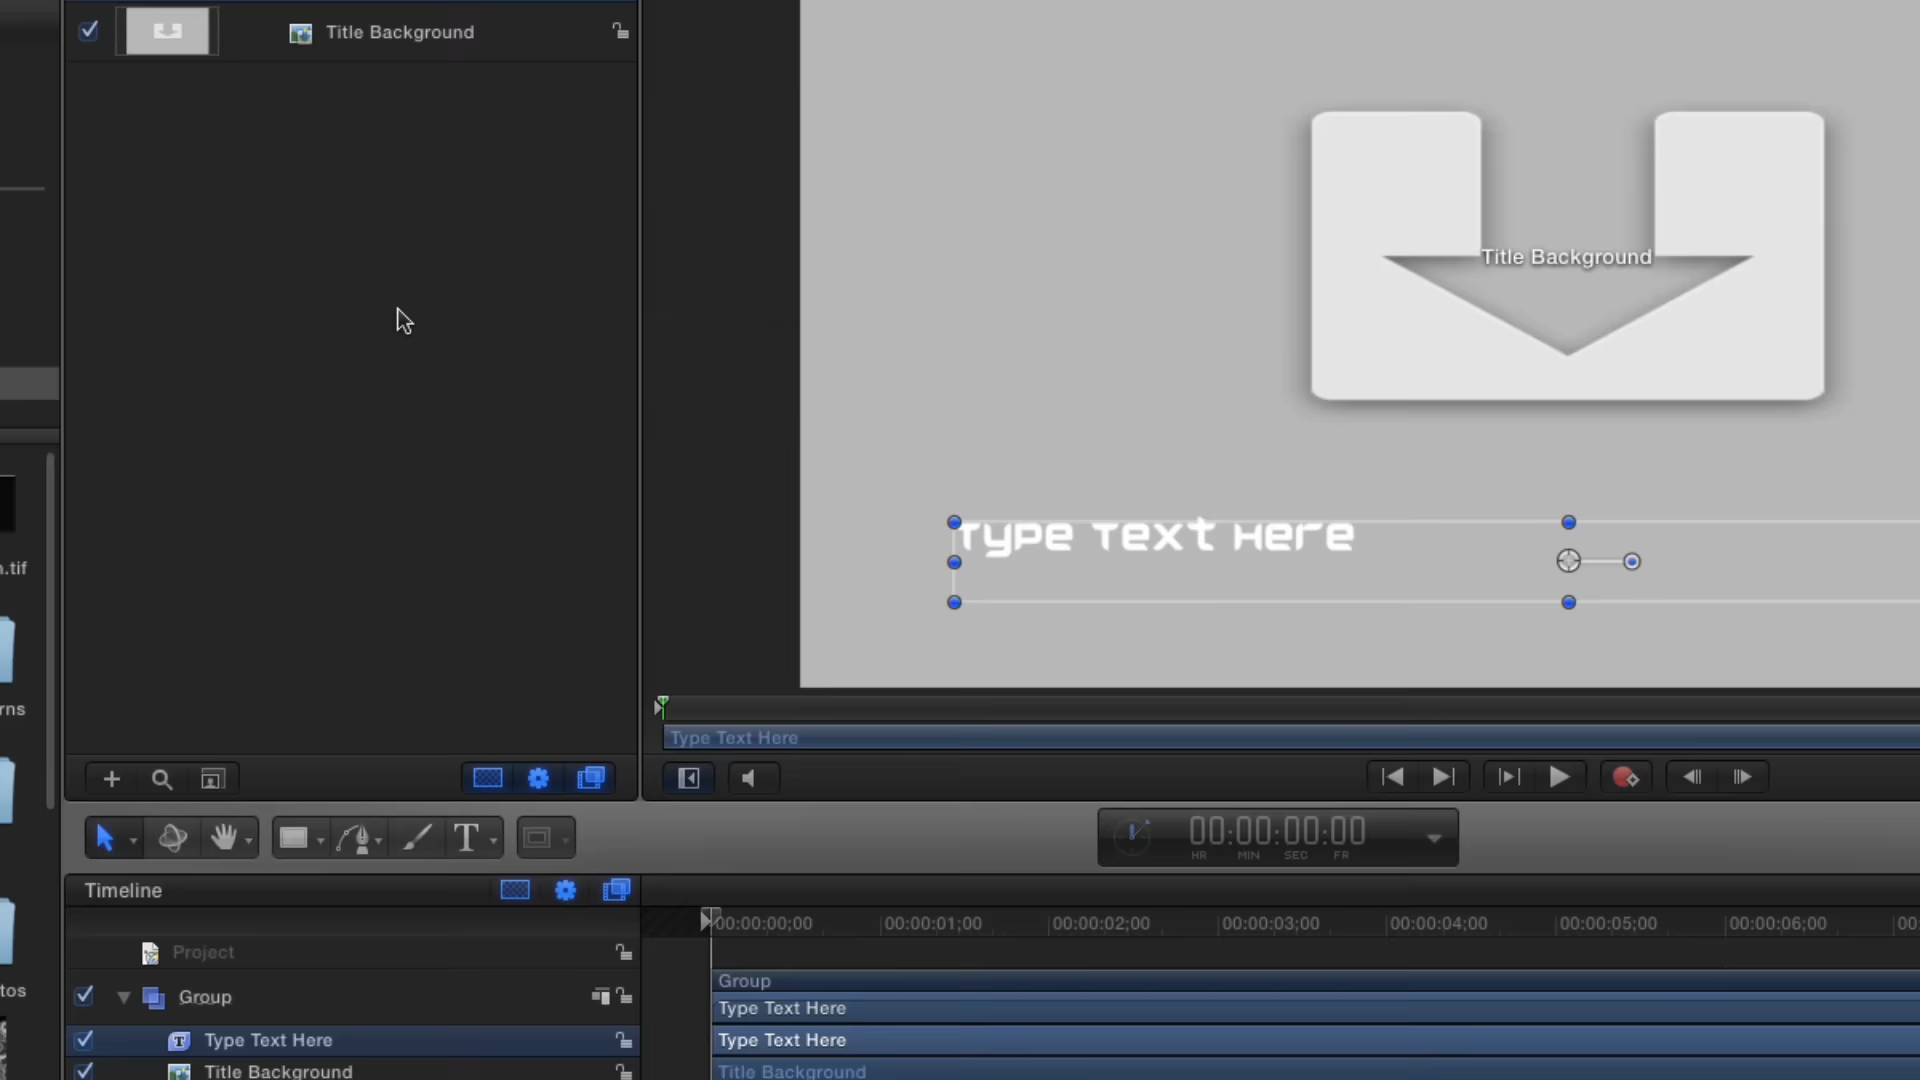 Title Background
Title Background
Type Text Here
.tif
rns
Type Text Here
T
00:00:00:00
HR MIN SEC FR
Timeline
00:00:00;00 00:00:01;00 00:00:02;00 00:00:03;00 00:00:04;00 00:00:05;00 00:00:06;00 00
Project
tos
Group
Group
Type Text Here
Type Text Here
Type Text Here
Title Background
Title Background